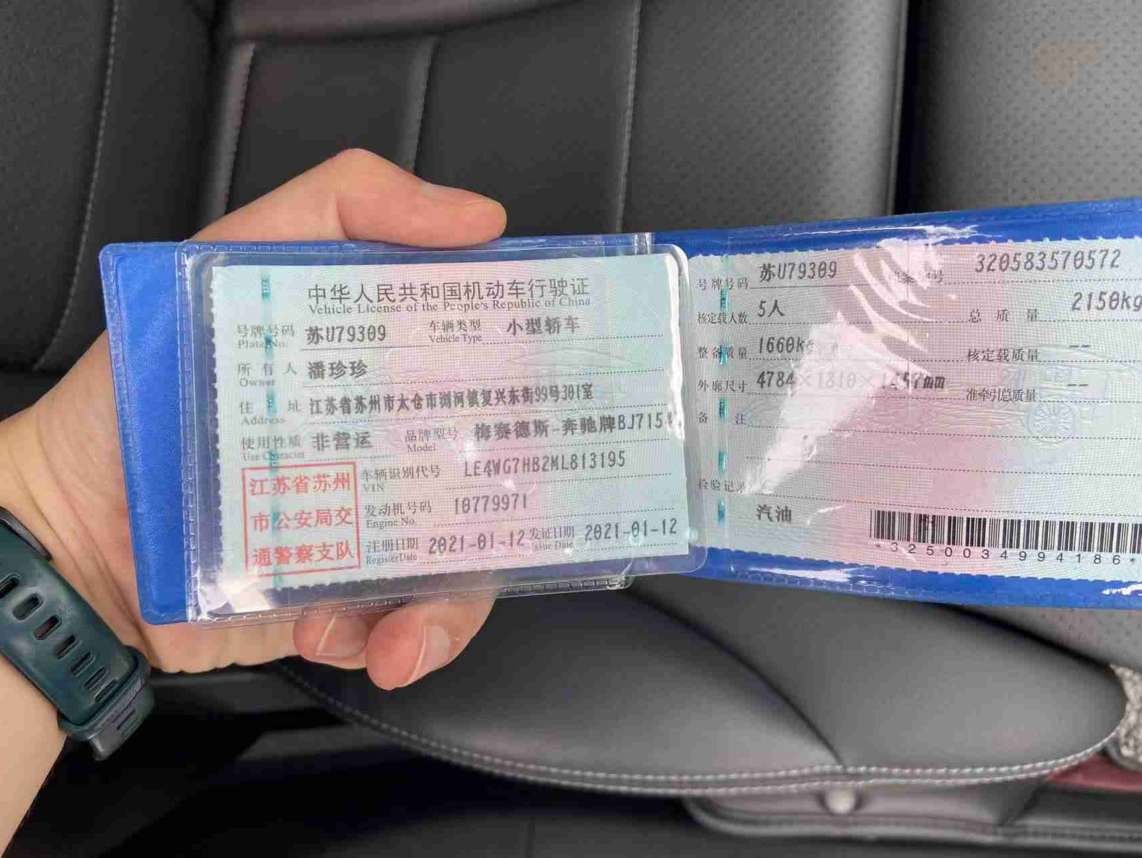 中华人民共和国机动车行驶证
Vehicle License of the People's Republic of China
号牌号码 苏U79309 车辆类型 小型轿车
Plate No. Vehicle Type
所有人 潘珍珍
Owner
住址 江苏省苏州市太仓市浏河镇复兴东街99号301室
Address
使用性质 非营运 品牌型号 梅赛德斯-奔驰牌BJ715
Use Character Model
车辆识别代号 LE4WG7HB2ML813195
VIN
发动机号码 10779971
Engine No.
注册日期 2021-01-12 发证日期 2021-01-12
Register Date Issue Date
江苏省苏州
市公安局交
通警察支队
号牌号码 苏U79309 号 320583570572
核定载人数 5人 总质量 2150kg
整备质量 1660kg 核定载质量 --
外廓尺寸 4784×1810×1457mm 准牵引总质量 --
备注
检验记录
汽油
*3250034994186*